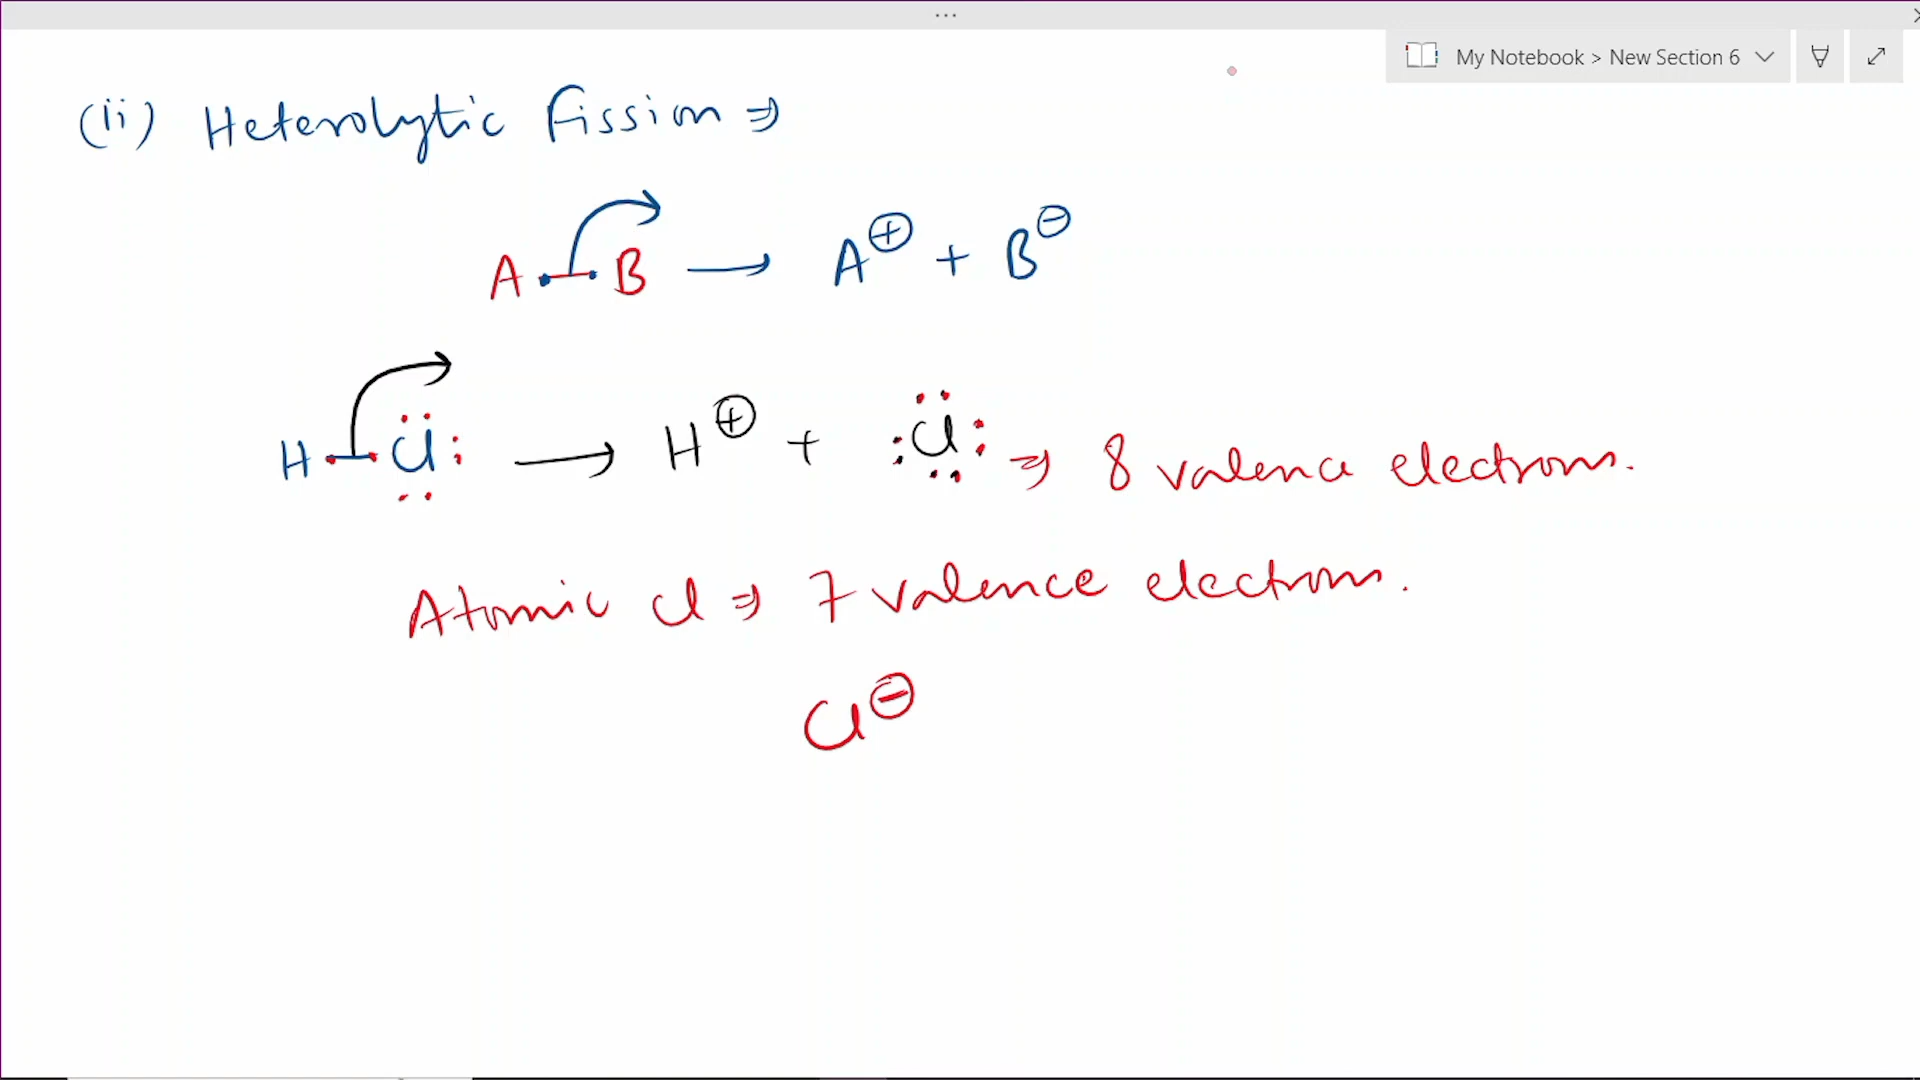 ...
My Notebook > New Section 6
(ii) Heterolytic Fission ⇒
A B → A⊕ + B⊖
H Cl → H⊕ + Cl ⇒ 8 valence electrons.
Atomic Cl ⇒ 7 valence electrons.
Cl⊖